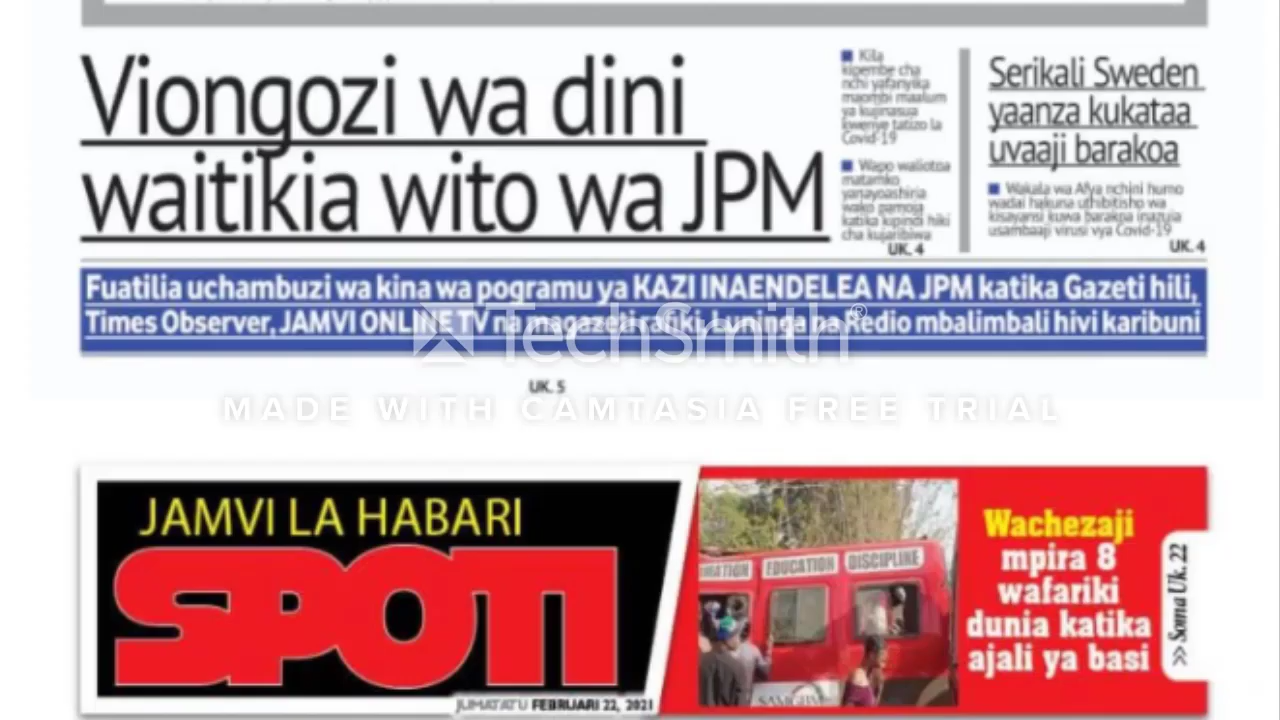 Viongozi wa dini
waitikia wito wa JPM
Kila
kipembe cha
nchi yafanyika
maombi maalum
ya kujinasua
kwenye tatizo la
Covid-19
Wapo waliotoa
matamko
yanayoashiria
wako pamoja
katika kipindi hiki
cha kujaribiwa
UK. 4
Serikali Sweden
yaanza kukataa
uvaaji barakoa
Wakala wa Afya nchini humo
wadai hakuna uthibitisho wa
kisayansi kuwa barakoa inazuia
usambaaji virusi vya Covid-19
UK. 4
Fuatilia uchambuzi wa kina wa pogramu ya KAZI INAENDELEA NA JPM katika Gazeti hili,
Times Observer, JAMVI ONLINE TV na magazeti rafiki, Luninga na Redio mbalimbali hivi karibuni
TechSmith®
UK. 5
MADE WITH CAMTASIA FREE TRIAL
JAMVI LA HABARI
SPOTI
JUMATATU FEBRUARI 22, 2021
EDUCATION DISCIPLINE
Wachezaji
mpira 8
wafariki
dunia katika
ajali ya basi
>> Soma Uk. 22